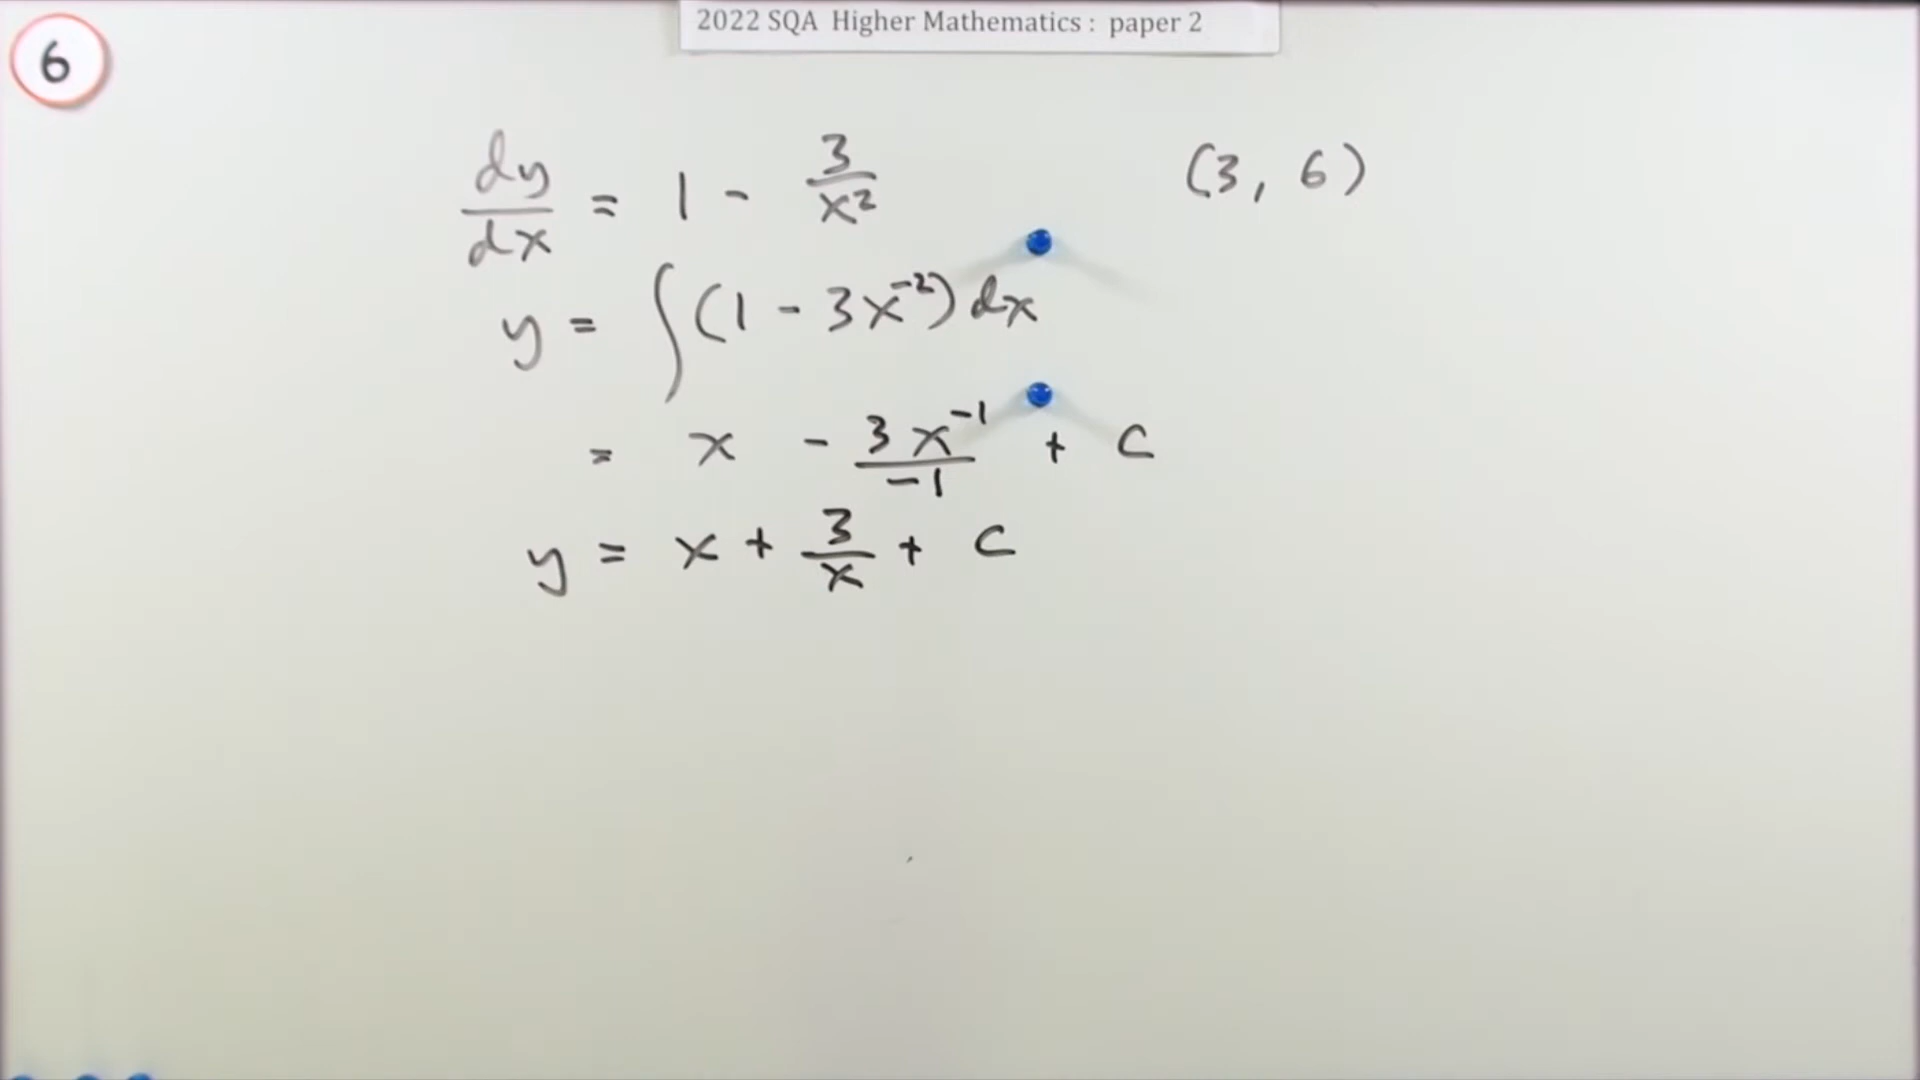 2022 SQA Higher Mathematics : paper 2
6
dy/dx = 1 - 3/x² (3, 6)
y = ∫(1 - 3x⁻²)dx
= x - 3x⁻¹/-1 + C
y = x + 3/x + C